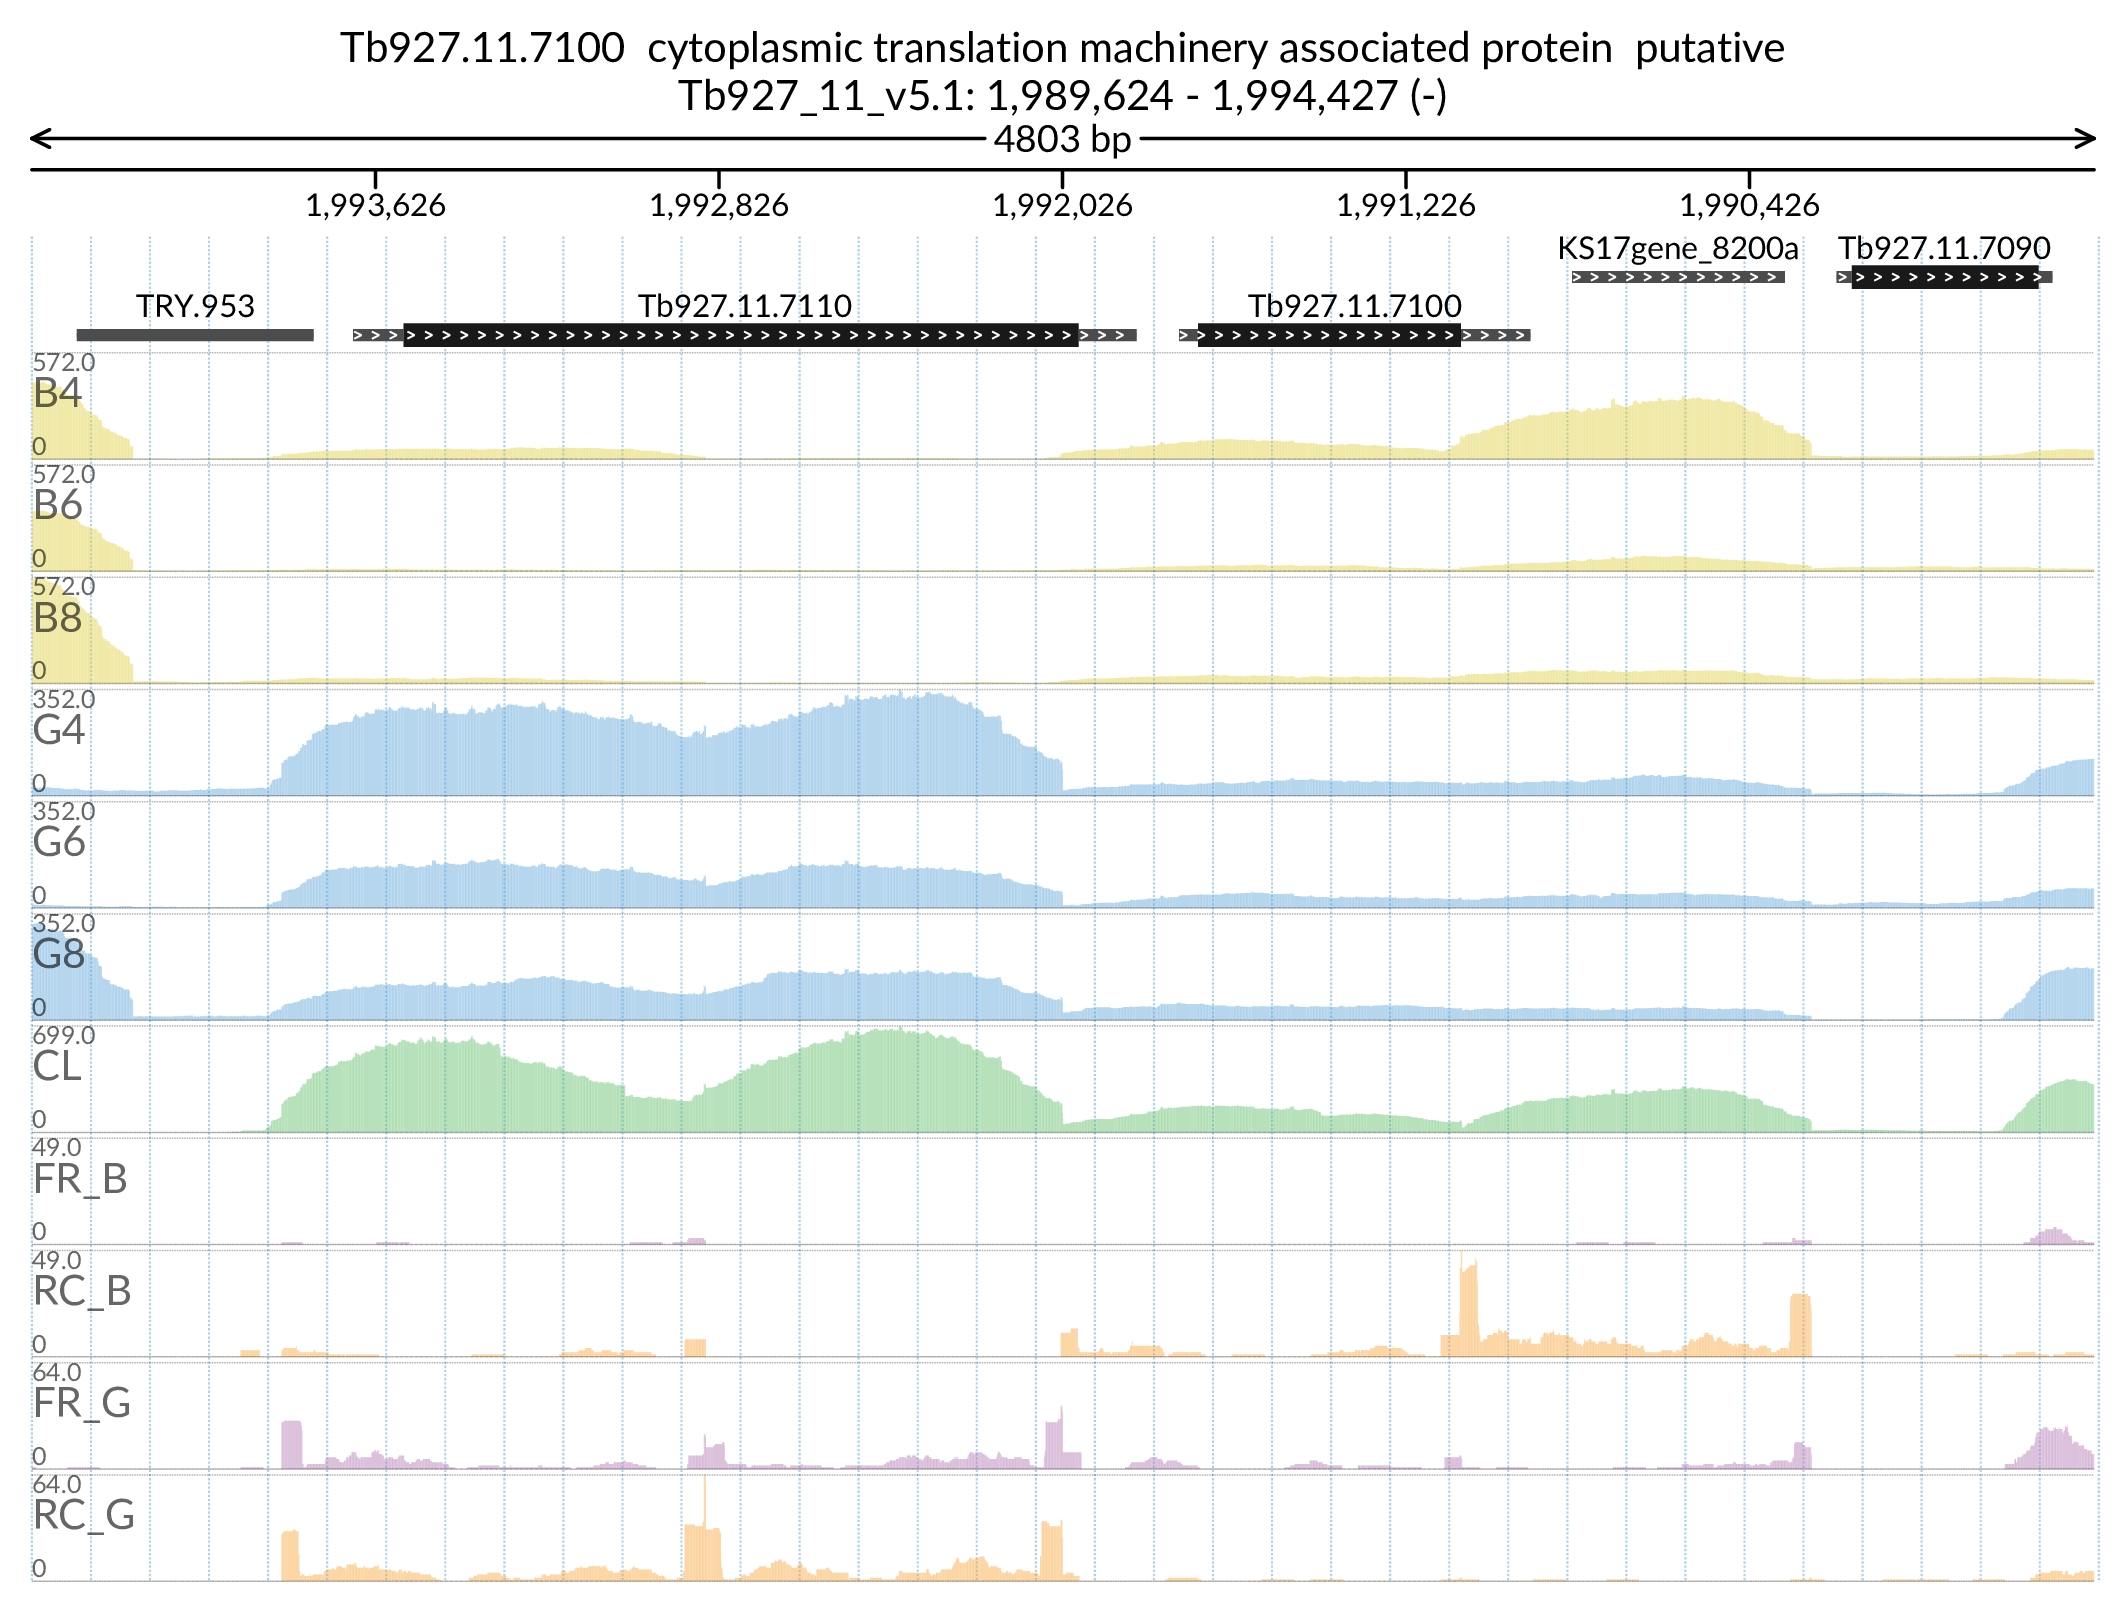 Tb927.11.7100  cytoplasmic translation machinery associated protein  putative
Tb927_11_v5.1: 1,989,624 - 1,994,427 (-)
4803 bp
1,993,626 1,992,826 1,992,026 1,991,226 1,990,426
KS17gene_8200a Tb927.11.7090
TRY.953 Tb927.11.7110 Tb927.11.7100
572.0
B4
0
572.0
B6
0
572.0
B8
0
352.0
G4
0
352.0
G6
0
352.0
G8
0
699.0
CL
0
49.0
FR_B
0
49.0
RC_B
0
64.0
FR_G
0
64.0
RC_G
0